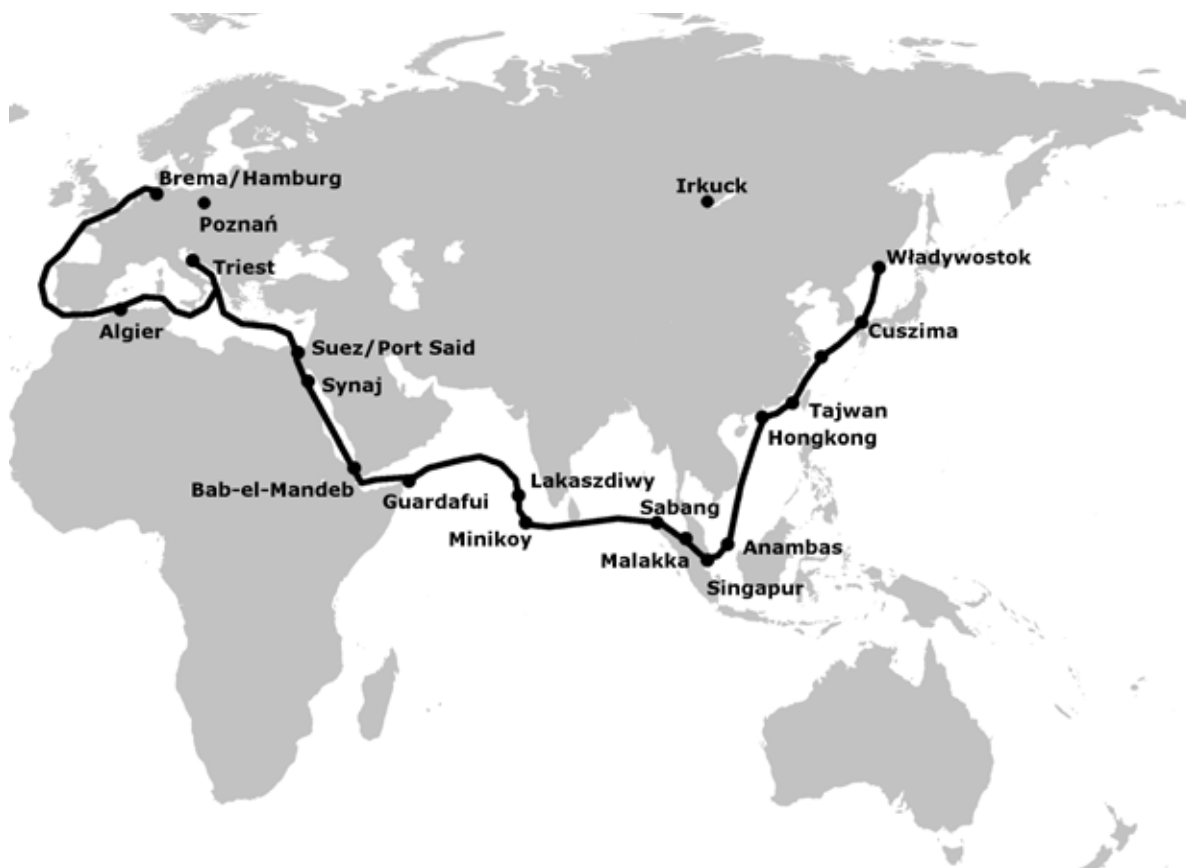 Brema/Hamburg
Irkuck
Poznań
Władywostok
Triest
Algier
Cuszima
Suez/Port Said
Synaj
Tajwan
Hongkong
Bab-el-Mandeb
Guardafui
Lakaszdiwy
Sabang
Minikoy
Malakka
Anambas
Singapur